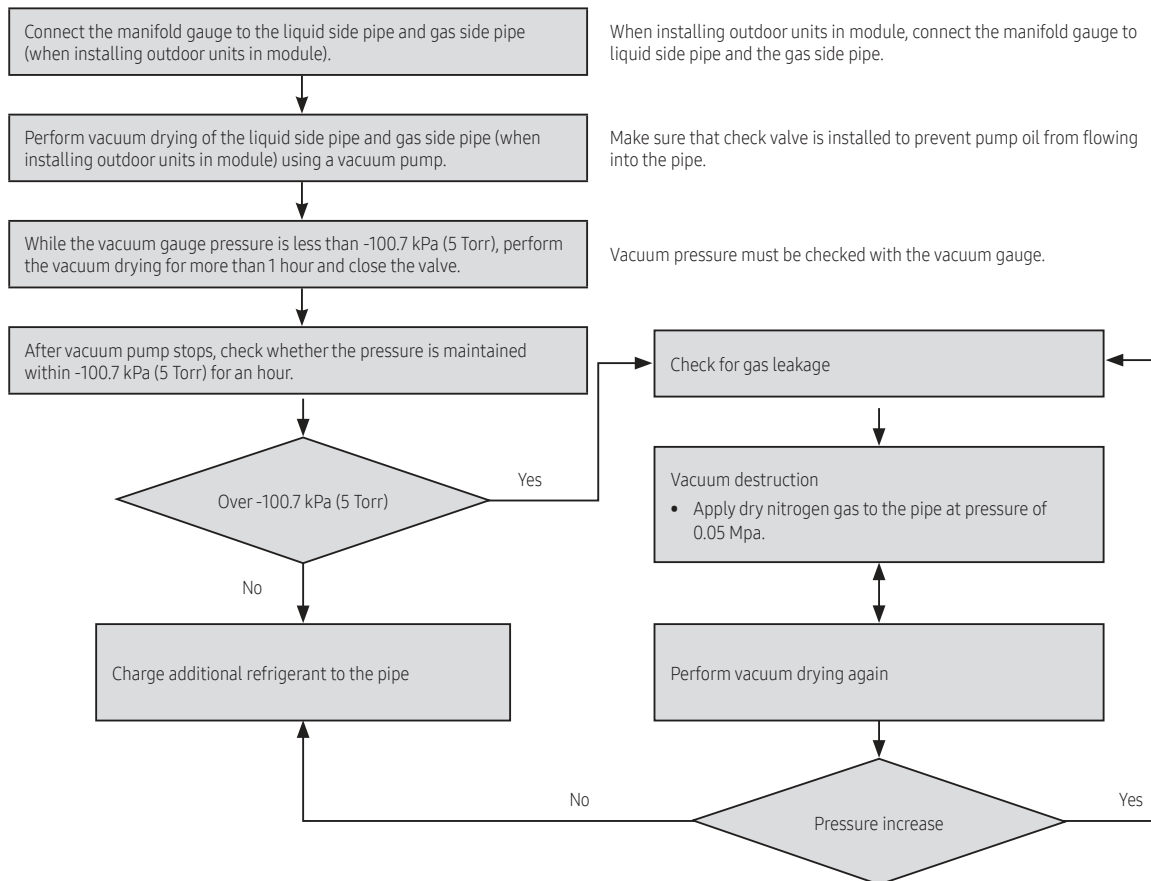 Connect the manifold gauge to the liquid side pipe and gas side pipe
(when installing outdoor units in module).
When installing outdoor units in module, connect the manifold gauge to
liquid side pipe and the gas side pipe.
Perform vacuum drying of the liquid side pipe and gas side pipe (when
installing outdoor units in module) using a vacuum pump.
Make sure that check valve is installed to prevent pump oil from flowing
into the pipe.
While the vacuum gauge pressure is less than -100.7 kPa (5 Torr), perform
the vacuum drying for more than 1 hour and close the valve.
Vacuum pressure must be checked with the vacuum gauge.
After vacuum pump stops, check whether the pressure is maintained
within -100.7 kPa (5 Torr) for an hour.
Over -100.7 kPa (5 Torr)
Yes
No
Charge additional refrigerant to the pipe
Check for gas leakage
Vacuum destruction
• Apply dry nitrogen gas to the pipe at pressure of
0.05 Mpa.
Perform vacuum drying again
Pressure increase
No
Yes